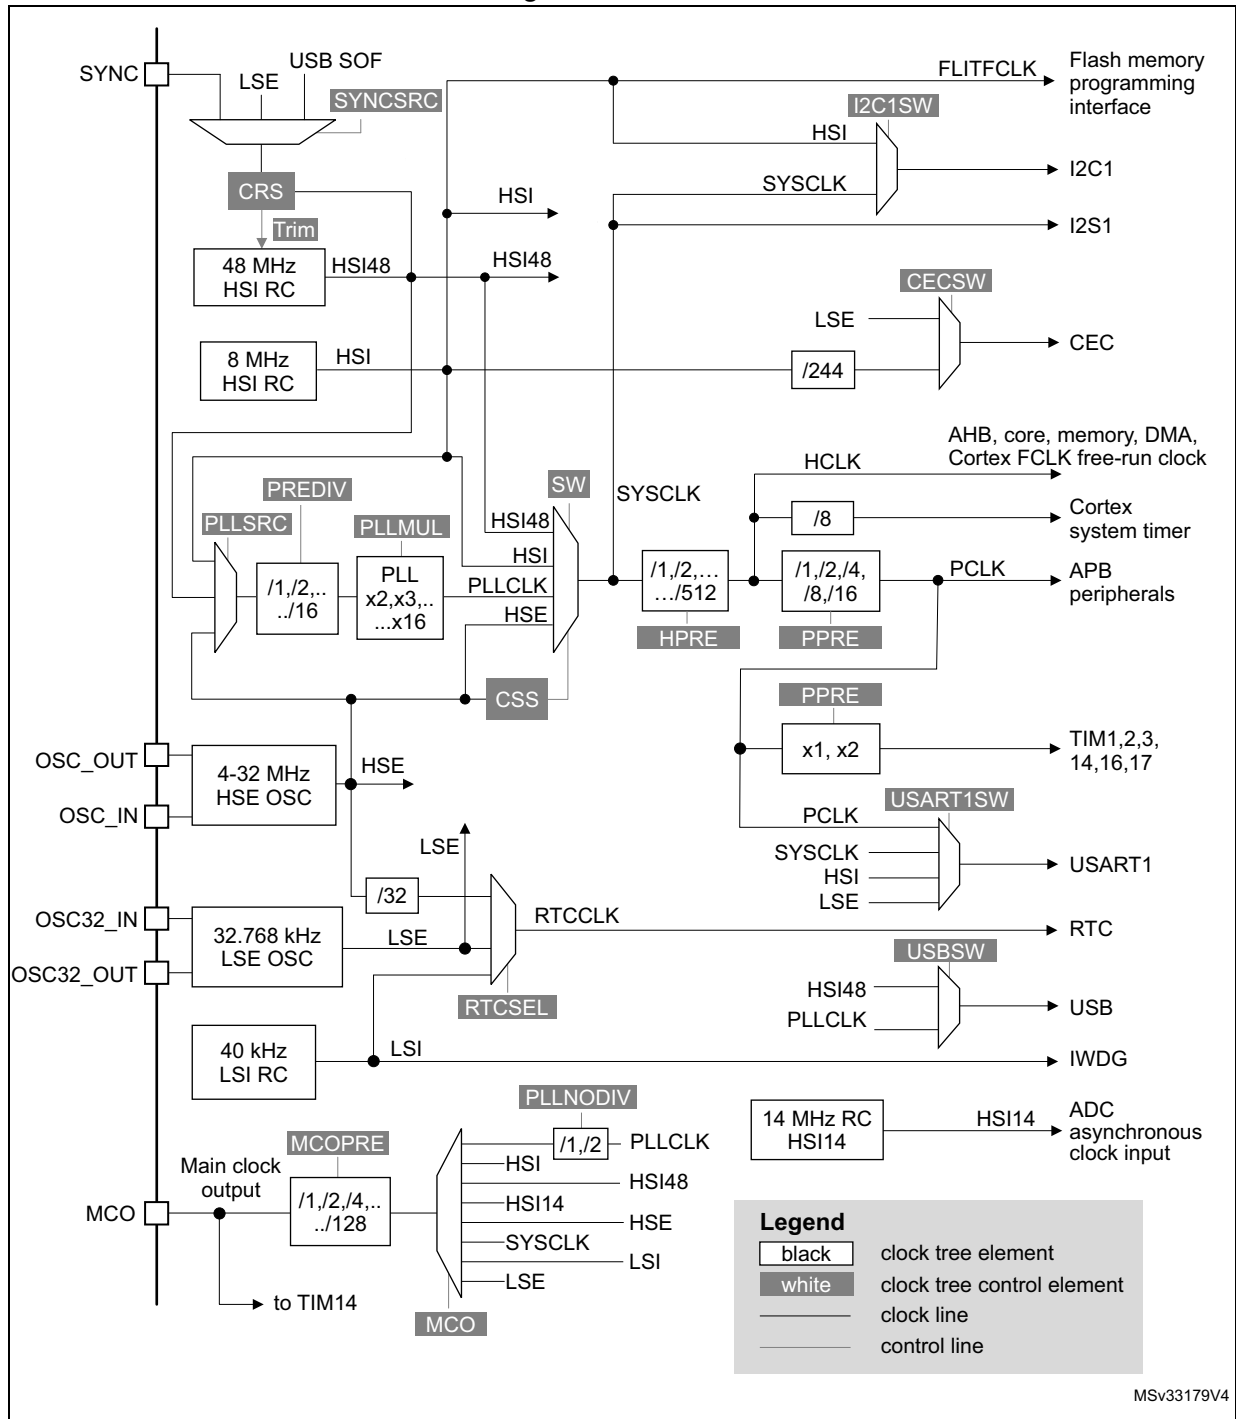 SYNC
LSE
USB SOF
SYNCSRC
CRS
Trim
48 MHz
HSI RC
HSI48
HSI48
HSI
8 MHz
HSI RC
HSI
FLITFCLK
Flash memory
programming
interface
I2C1SW
HSI
SYSCLK
I2C1
I2S1
CECSW
LSE
/244
CEC
AHB, core, memory, DMA,
Cortex FCLK free-run clock
HCLK
/8
Cortex
system timer
PLLSRC
PREDIV
/1,/2,..
../16
PLLMUL
PLL
x2,x3,..
...x16
SW
HSI48
HSI
PLLCLK
HSE
CSS
SYSCLK
/1,/2,…
…/512
HPRE
/1,/2,/4,
/8,/16
PPRE
PCLK
APB
peripherals
PPRE
x1, x2
TIM1,2,3,
14,16,17
OSC_OUT
OSC_IN
4-32 MHz
HSE OSC
HSE
USART1SW
PCLK
SYSCLK
HSI
LSE
USART1
LSE
/32
OSC32_IN
OSC32_OUT
32.768 kHz
LSE OSC
LSE
RTCCLK
RTC
RTCSEL
USBSW
HSI48
PLLCLK
USB
40 kHz
LSI RC
LSI
IWDG
14 MHz RC
HSI14
HSI14
ADC
asynchronous
clock input
PLLNODIV
/1,/2
PLLCLK
HSI
HSI48
HSI14
HSE
SYSCLK
LSI
LSE
MCO
MCOPRE
/1,/2,/4,..
../128
Main clock
output
MCO
to TIM14
Legend
black
clock tree element
white
clock tree control element
clock line
control line
MSv33179V4